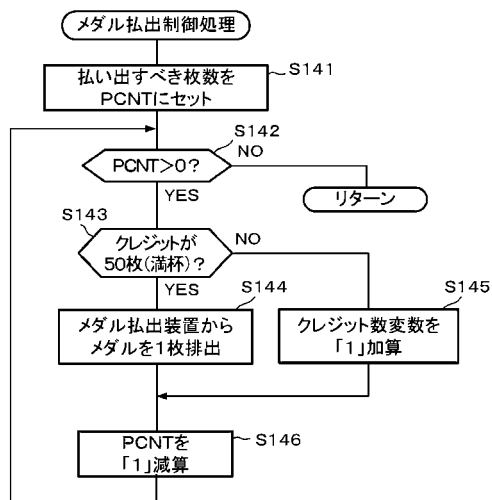 メダル払出制御処理
払い出すべき枚数を
PCNTにセット
S141
S142
PCNT>0?
NO
リターン
YES
S143
クレジットが
50枚(満杯)?
NO
YES
S144
メダル払出装置から
メダルを1枚排出
S145
クレジット数変数を
「1」加算
PCNTを
「1」減算
S146